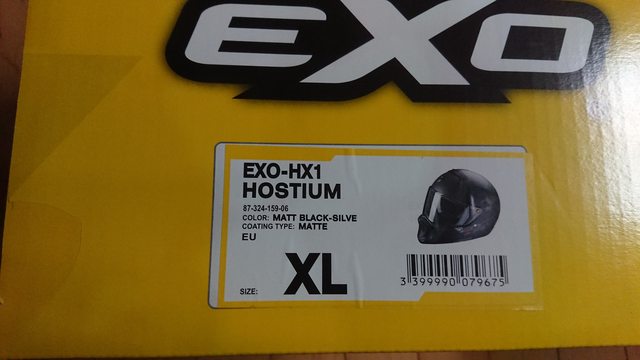 EXO
EXO-HX1
HOSTIUM
87-324-159-06
COLOR: MATT BLACK-SILVE
COATING TYPE: MATTE
EU
SIZE: XL
3 399990 079675